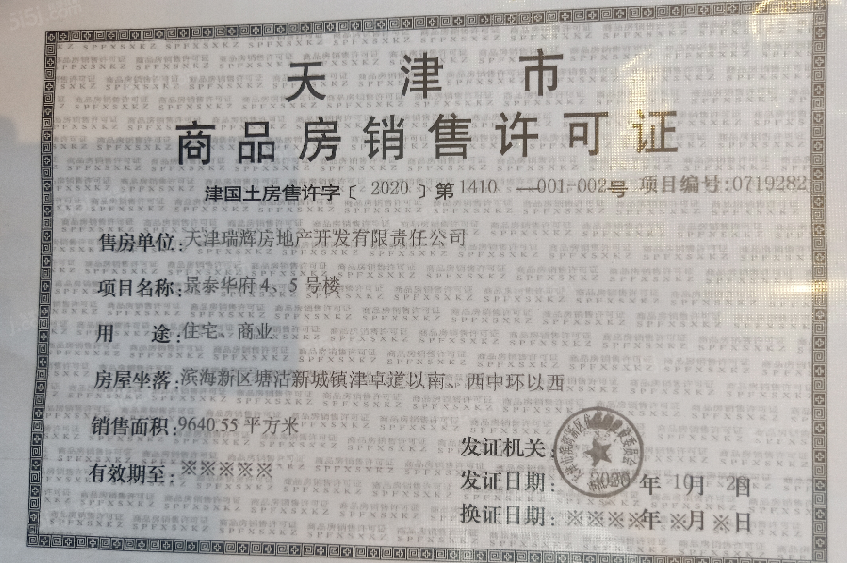 天津市
商品房销售许可证
津国土房售许字〔2020〕第1410—001-002号 项目编号:0719282
售房单位:天津瑞辉房地产开发有限责任公司
项目名称:景泰华府4、5号楼
用途:住宅、商业
房屋坐落:滨海新区塘沽新城镇津卓道以南、西中环以西
销售面积:9640.55平方米
有效期至:※※※※※
发证机关:
发证日期:2020年10月2日
换证日期:※※※※年※月※日